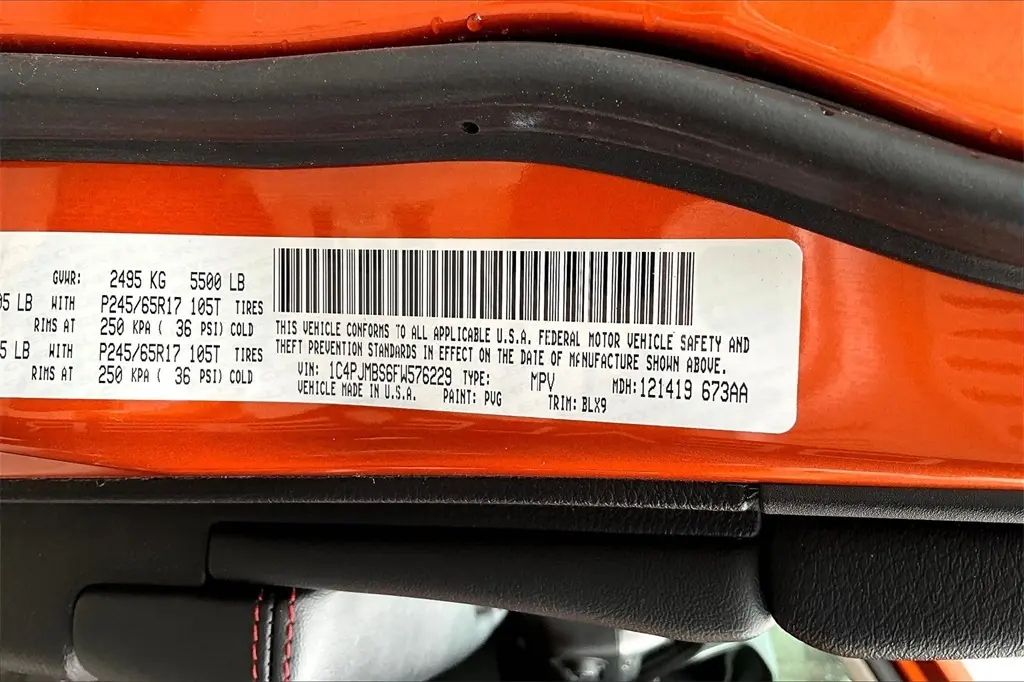 GVWR: 2495 KG 5500 LB
5 LB WITH P245/65R17 105T TIRES
RIMS AT 250 KPA ( 36 PSI) COLD
5 LB WITH P245/65R17 105T TIRES
RIMS AT 250 KPA ( 36 PSI) COLD
THIS VEHICLE CONFORMS TO ALL APPLICABLE U.S.A. FEDERAL MOTOR VEHICLE SAFETY AND
THEFT PREVENTION STANDARDS IN EFFECT ON THE DATE OF MANUFACTURE SHOWN ABOVE.
VIN: 1C4PJMBS6FW576229 TYPE: MPV MDH: 121419 673AA
VEHICLE MADE IN U.S.A. PAINT: PVG TRIM: BLX9